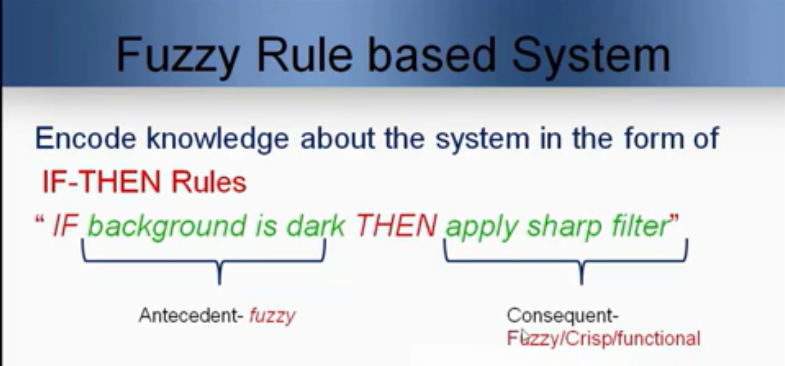 Fuzzy Rule based System
Encode knowledge about the system in the form of
IF-THEN Rules
“ IF background is dark THEN apply sharp filter”
Antecedent- fuzzy
Consequent-
Fuzzy/Crisp/functional